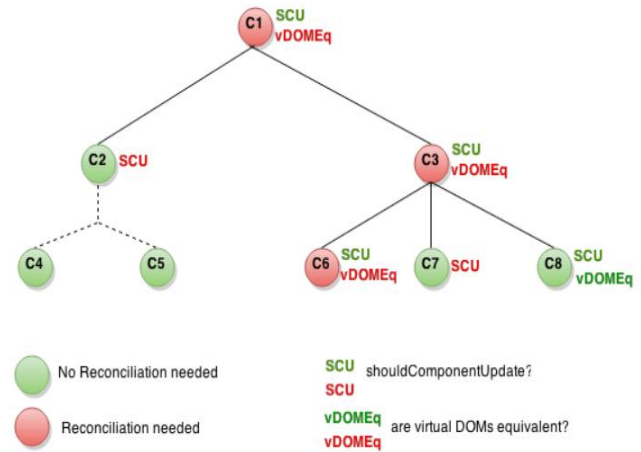 C1 SCU
vDOMEq
C2 SCU
C3 SCU
vDOMEq
C4
C5
C6 SCU
vDOMEq
C7 SCU
C8 SCU
vDOMEq
No Reconciliation needed
Reconciliation needed
SCU shouldComponentUpdate?
SCU
vDOMEq are virtual DOMs equivalent?
vDOMEq